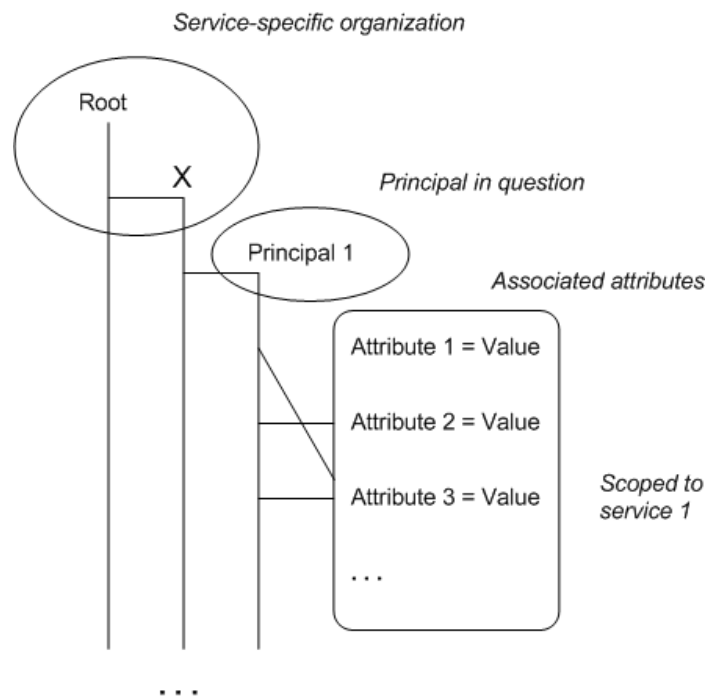 Service-specific organization
Root
X
Principal in question
Principal 1
Associated attributes
Attribute 1 = Value
Attribute 2 = Value
Attribute 3 = Value
Scoped to
service 1
...
...